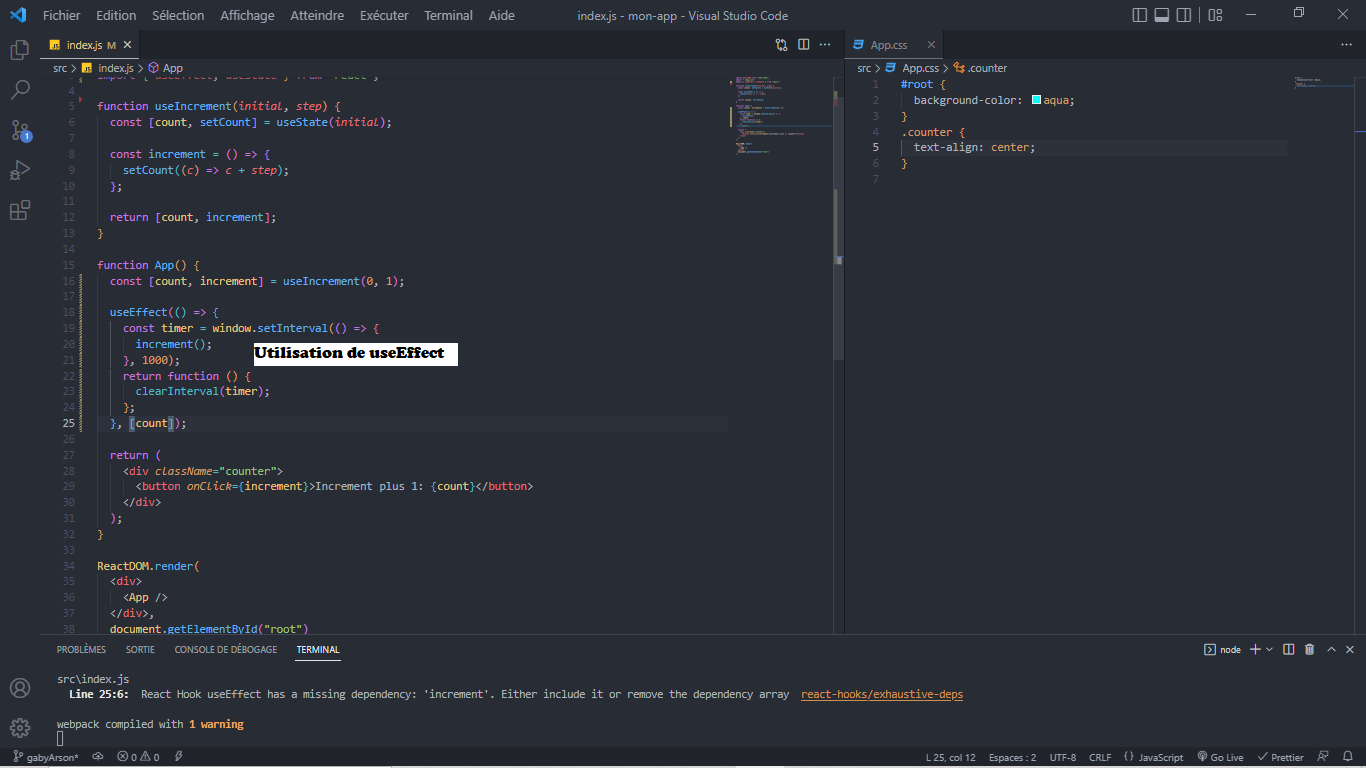 Fichier Edition Sélection Affichage Atteindre Exécuter Terminal Aide index.js - mon-app - Visual Studio Code
index.js M
src > index.js > App
4
5 function useIncrement(initial, step) {
6 const [count, setCount] = useState(initial);
7
8 const increment = () => {
9 setCount((c) => c + step);
10 };
11
12 return [count, increment];
13 }
14
15 function App() {
16 const [count, increment] = useIncrement(0, 1);
17
18 useEffect(() => {
19 const timer = window.setInterval(() => {
20 increment();
21 }, 1000);
22 return function () {
23 clearInterval(timer);
24 };
25 }, [count]);
26
27 return (
28 <div className="counter">
29 <button onClick={increment}>Increment plus 1: {count}</button>
30 </div>
31 );
32 }
33
34 ReactDOM.render(
35 <div>
36 <App />
37 </div>,
38 document.getElementById("root")
Utilisation de useEffect
App.css
src > App.css > .counter
1 #root {
2 background-color: aqua;
3 }
4 .counter {
5 text-align: center;
6 }
7
1
PROBLÈMES SORTIE CONSOLE DE DÉBOGAGE TERMINAL node
src\index.js
Line 25:6: React Hook useEffect has a missing dependency: 'increment'. Either include it or remove the dependency array react-hooks/exhaustive-deps
webpack compiled with 1 warning
gabyArson* 0 0 L 25, col 12 Espaces : 2 UTF-8 CRLF JavaScript Go Live Prettier